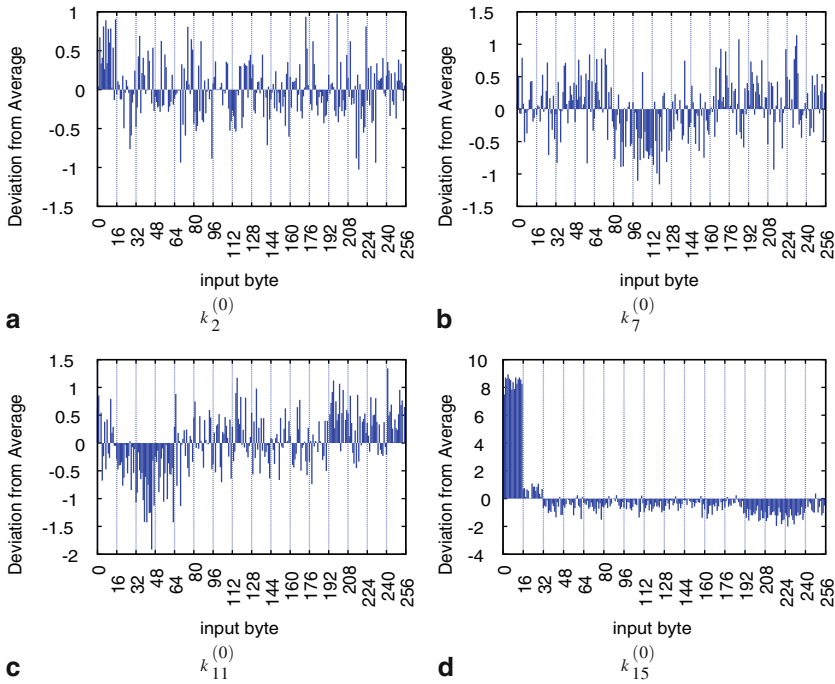 Deviation from Average
1
0.5
0
-0.5
-1
-1.5
0 16 32 48 64 80 96 112 128 144 160 176 192 208 224 240 256
input byte
a
k_2^(0)
Deviation from Average
1.5
1
0.5
0
-0.5
-1
-1.5
0 16 32 48 64 80 96 112 128 144 160 176 192 208 224 240 256
input byte
b
k_7^(0)
Deviation from Average
1.5
1
0.5
0
-0.5
-1
-1.5
-2
0 16 32 48 64 80 96 112 128 144 160 176 192 208 224 240 256
input byte
c
k_11^(0)
Deviation from Average
10
8
6
4
2
0
-2
-4
0 16 32 48 64 80 96 112 128 144 160 176 192 208 224 240 256
input byte
d
k_15^(0)